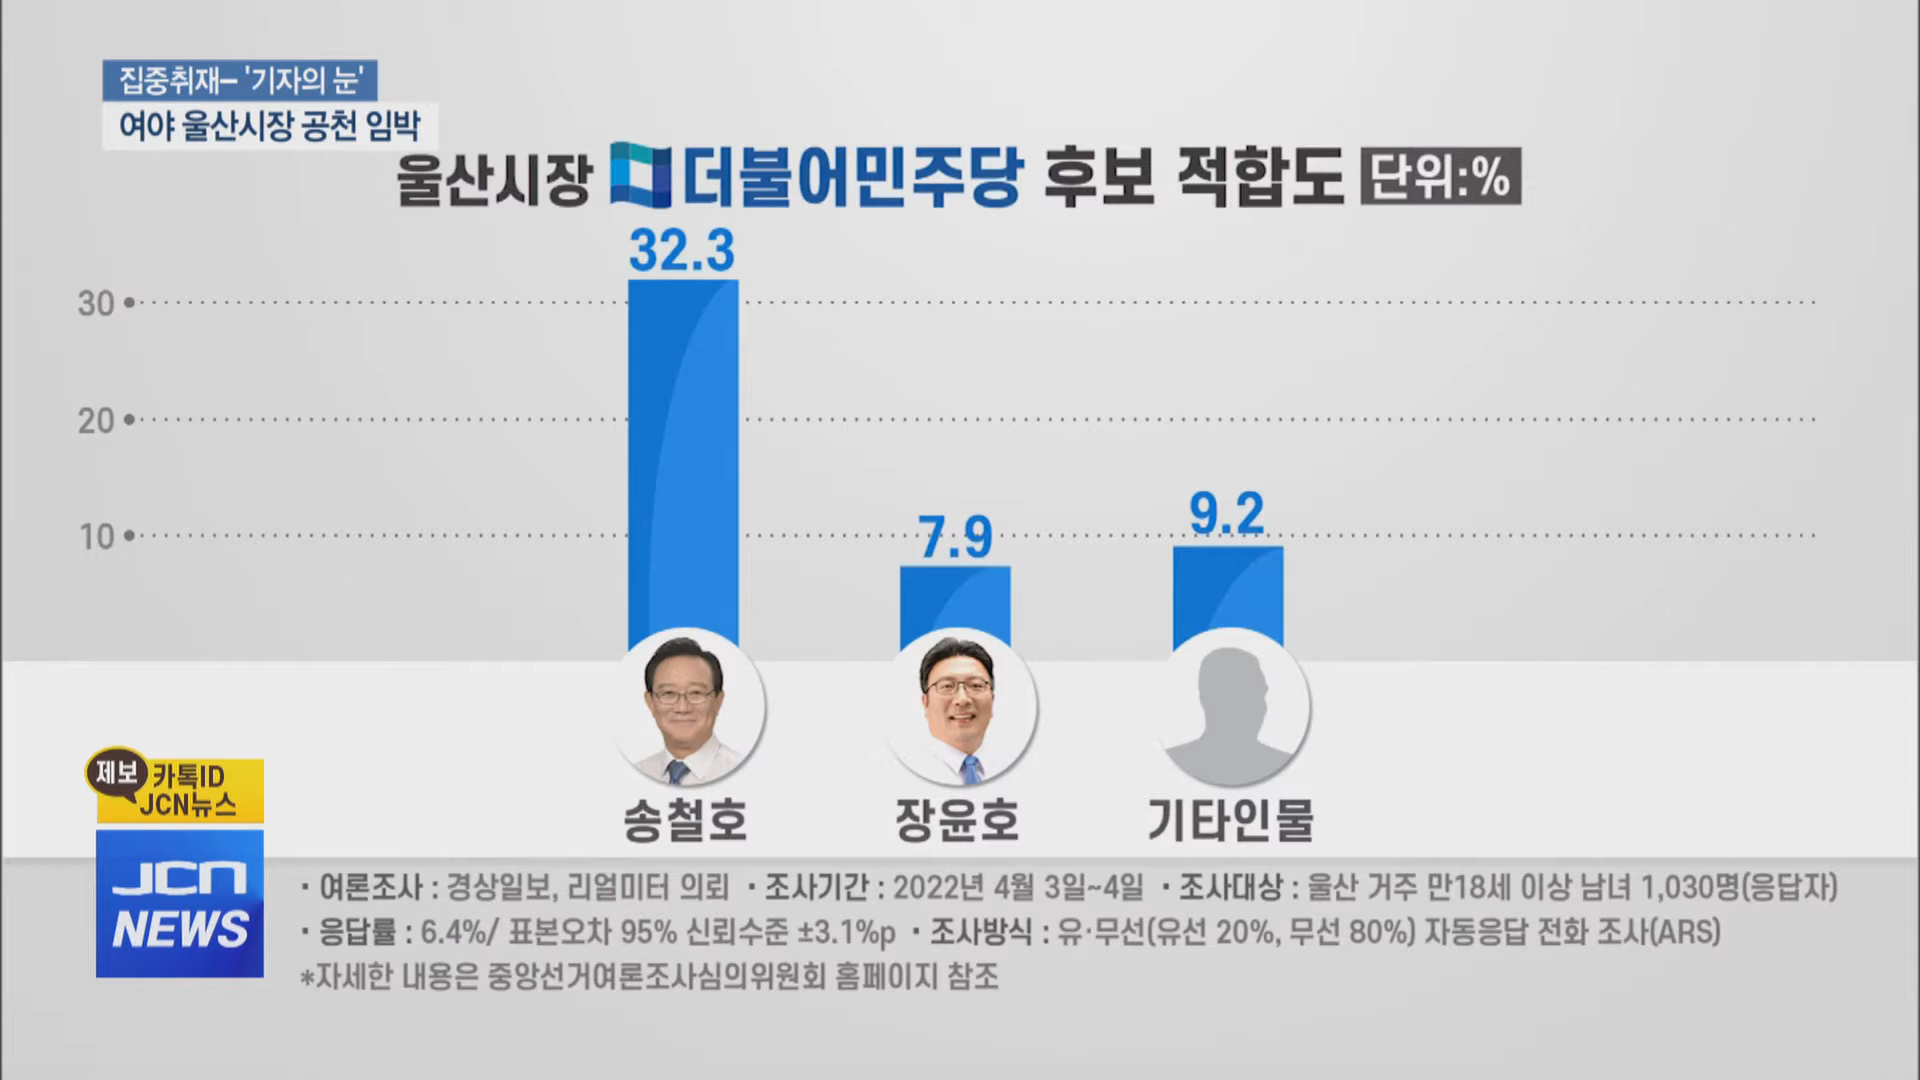 집중취재- '기자의 눈'
여야 울산시장 공천 임박
울산시장 더불어민주당 후보 적합도 단위:%
32.3
30
20
9.2
7.9
10
송철호 장윤호 기타인물
제보 카톡ID
JCN뉴스
JCN
NEWS
· 여론조사 : 경상일보, 리얼미터 의뢰 · 조사기간 : 2022년 4월 3일~4일 · 조사대상 : 울산 거주 만18세 이상 남녀 1,030명(응답자)
· 응답률 : 6.4%/ 표본오차 95% 신뢰수준 ±3.1%p · 조사방식 : 유·무선(유선 20%, 무선 80%) 자동응답 전화 조사(ARS)
*자세한 내용은 중앙선거여론조사심의위원회 홈페이지 참조